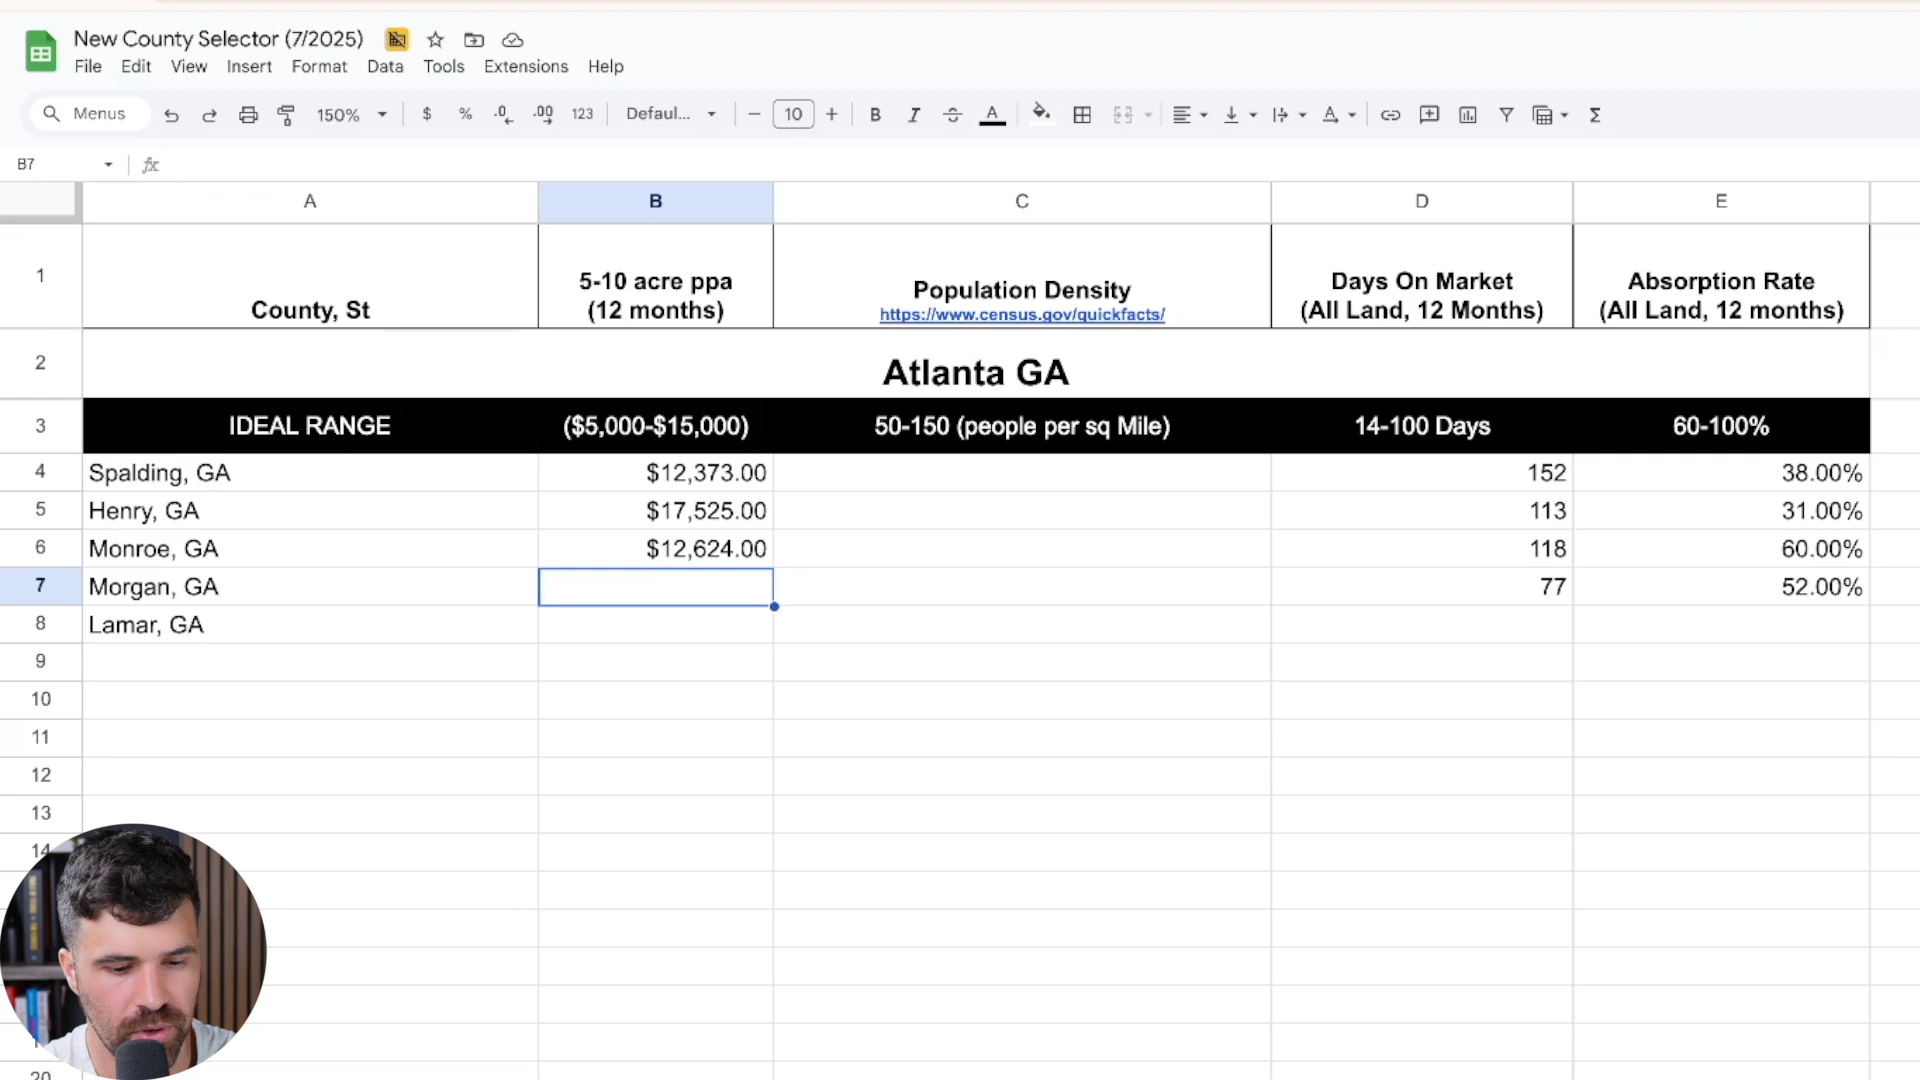 New County Selector (7/2025)
File Edit View Insert Format Data Tools Extensions Help
Menus 150% $ % .0 .00 123 Defaul... 10 B I A A Σ
B7 fx
A B C D E
1
County, St
5-10 acre ppa
(12 months)
Population Density
https://www.census.gov/quickfacts/
Days On Market
(All Land, 12 Months)
Absorption Rate
(All Land, 12 months)
2 Atlanta GA
3 IDEAL RANGE ($5,000-$15,000) 50-150 (people per sq Mile) 14-100 Days 60-100%
4 Spalding, GA $12,373.00 152 38.00%
5 Henry, GA $17,525.00 113 31.00%
6 Monroe, GA $12,624.00 118 60.00%
7 Morgan, GA 77 52.00%
8 Lamar, GA
9
10
11
12
13
14
20